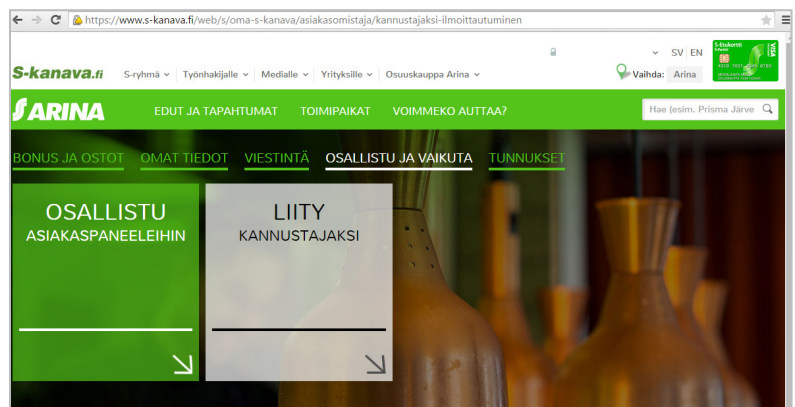 https://www.s-kanava.fi/web/s/oma-s-kanava/asiakasomistaja/kannustajaksi-ilmoittautuminen
SV | EN
S-kanava.fi S-ryhmä Työnhakijalle Medialle Yrityksille Osuuskauppa Arina Vaihda: Arina
S-Etukortti
VISA
S ARINA EDUT JA TAPAHTUMAT TOIMIPAIKAT VOIMMEKO AUTTAA? Hae (esim. Prisma Järve
BONUS JA OSTOT OMAT TIEDOT VIESTINTÄ OSALLISTU JA VAIKUTA TUNNUKSET
OSALLISTU
ASIAKASPANEELEIHIN
LIITY
KANNUSTAJAKSI